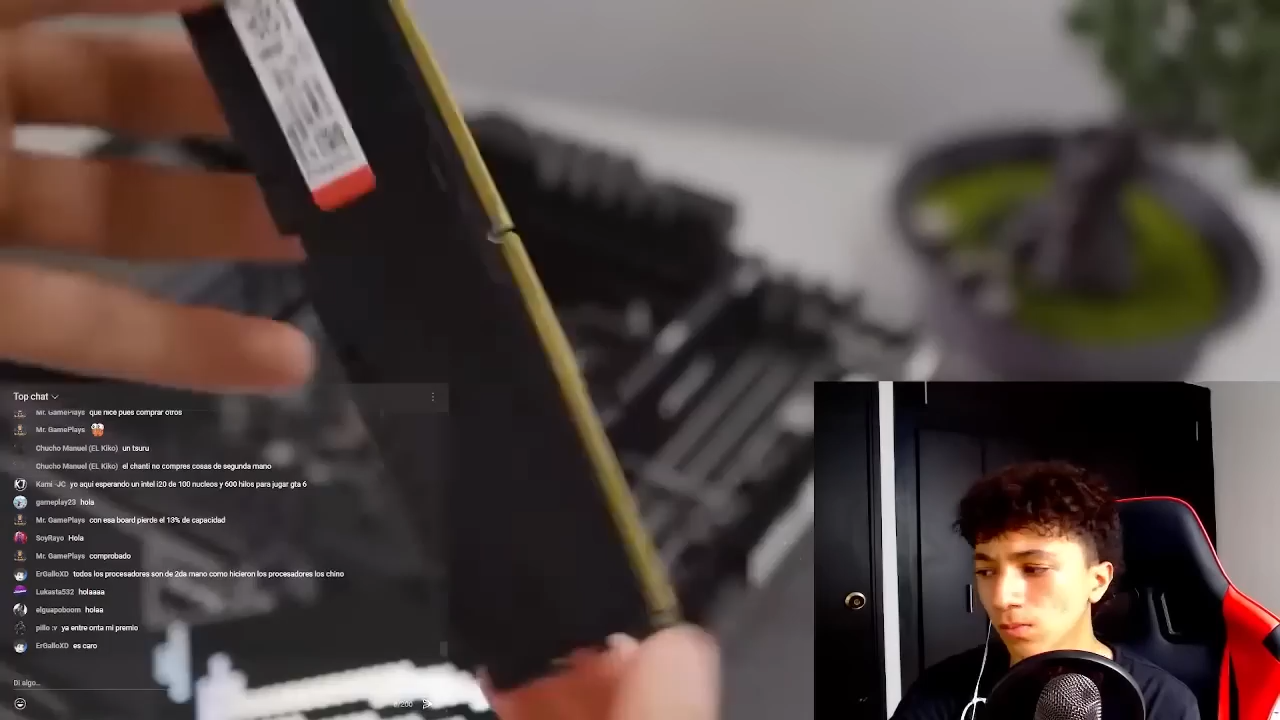 Top chat
Mr. GamePlays que nice pues comprar otros
Mr. GamePlays
Chucho Manuel (EL Kiko) un tsuru
Chucho Manuel (EL Kiko) el chanti no compres cosas de segunda mano
Kami -JC yo aqui esperando un intel i20 de 100 nucleos y 600 hilos para jugar gta 6
gameplay23 hola
Mr. GamePlays con esa board pierde el 13% de capacidad
SoyRayo Hola
Mr. GamePlays comprobado
ErGalloXD todos los procesadores son de 2da mano como hicieron los procesadores los chino
Lukasta532 holaaaa
elguapoboom holaa
pillo :v ya entre onta mi premio
ErGalloXD es caro
Di algo...
0/200